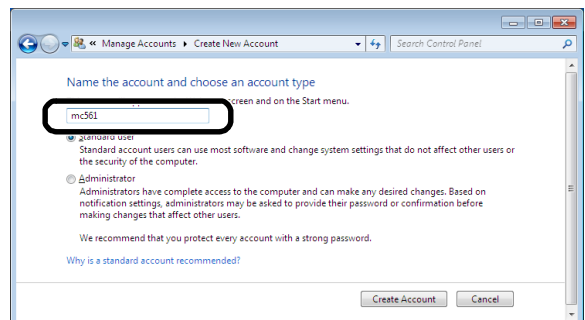 « Manage Accounts ▸ Create New Account
Search Control Panel
Name the account and choose an account type
screen and on the Start menu.
mc561
Standard user
Standard account users can use most software and change system settings that do not affect other users or
the security of the computer.
Administrator
Administrators have complete access to the computer and can make any desired changes. Based on
notification settings, administrators may be asked to provide their password or confirmation before
making changes that affect other users.
We recommend that you protect every account with a strong password.
Why is a standard account recommended?
Create Account Cancel